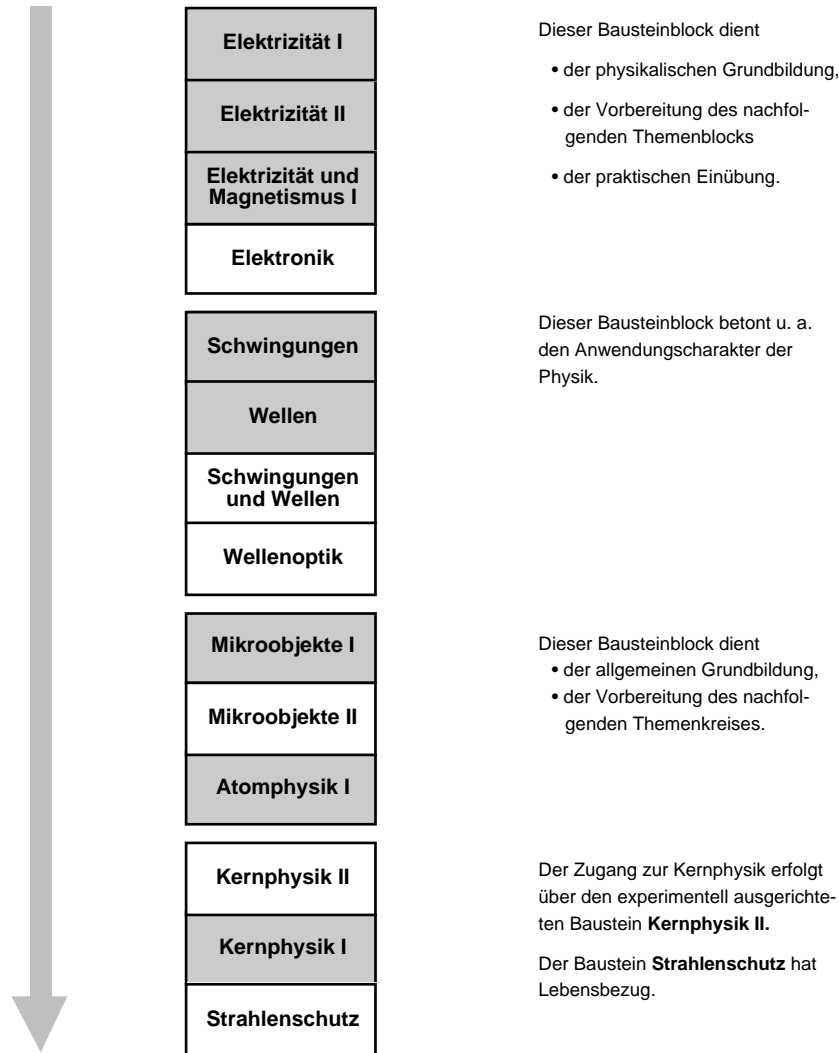 Elektrizität I
Elektrizität II
Elektrizität und
Magnetismus I
Elektronik
Dieser Bausteinblock dient
• der physikalischen Grundbildung,
• der Vorbereitung des nachfol-
genden Themenblocks
• der praktischen Einübung.
Schwingungen
Wellen
Schwingungen
und Wellen
Wellenoptik
Dieser Bausteinblock betont u. a.
den Anwendungscharakter der
Physik.
Mikroobjekte I
Mikroobjekte II
Atomphysik I
Dieser Bausteinblock dient
• der allgemeinen Grundbildung,
• der Vorbereitung des nachfol-
genden Themenkreises.
Kernphysik II
Kernphysik I
Strahlenschutz
Der Zugang zur Kernphysik erfolgt
über den experimentell ausgerichte-
ten Baustein Kernphysik II.
Der Baustein Strahlenschutz hat
Lebensbezug.